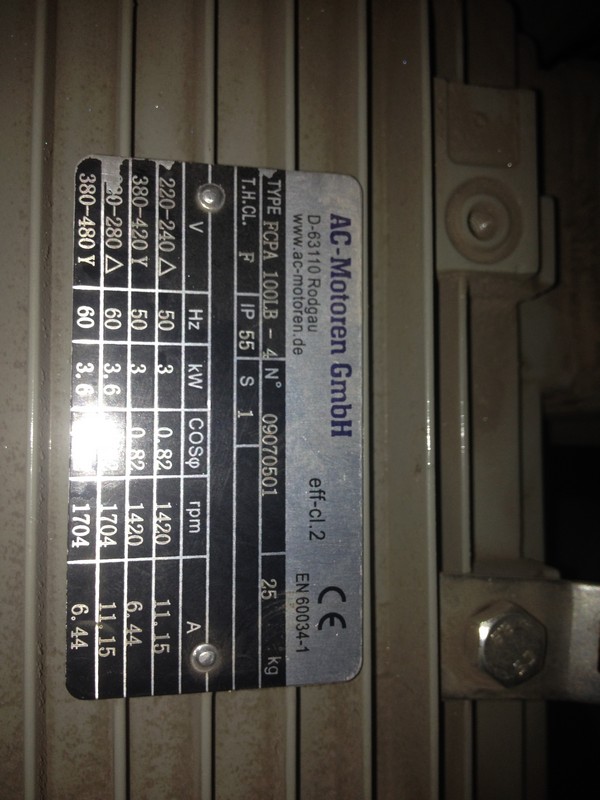 AC-Motoren GmbH
D-63110 Rodgau
www.ac-motoren.de
eff-cl.2
CE
EN 60034-1
TYPE FCPA 100LB - 4 N° 09070501 25 kg
T.H.CL. F IP 55 S 1
V Hz kW COSφ rpm A
220-240 △ 50 3 0.82 1420 11.15
380-420 Y 50 3 0.82 1420 6.44
-280 △ 60 3.6 1704 11.15
380-480 Y 60 3.6 1704 6.44